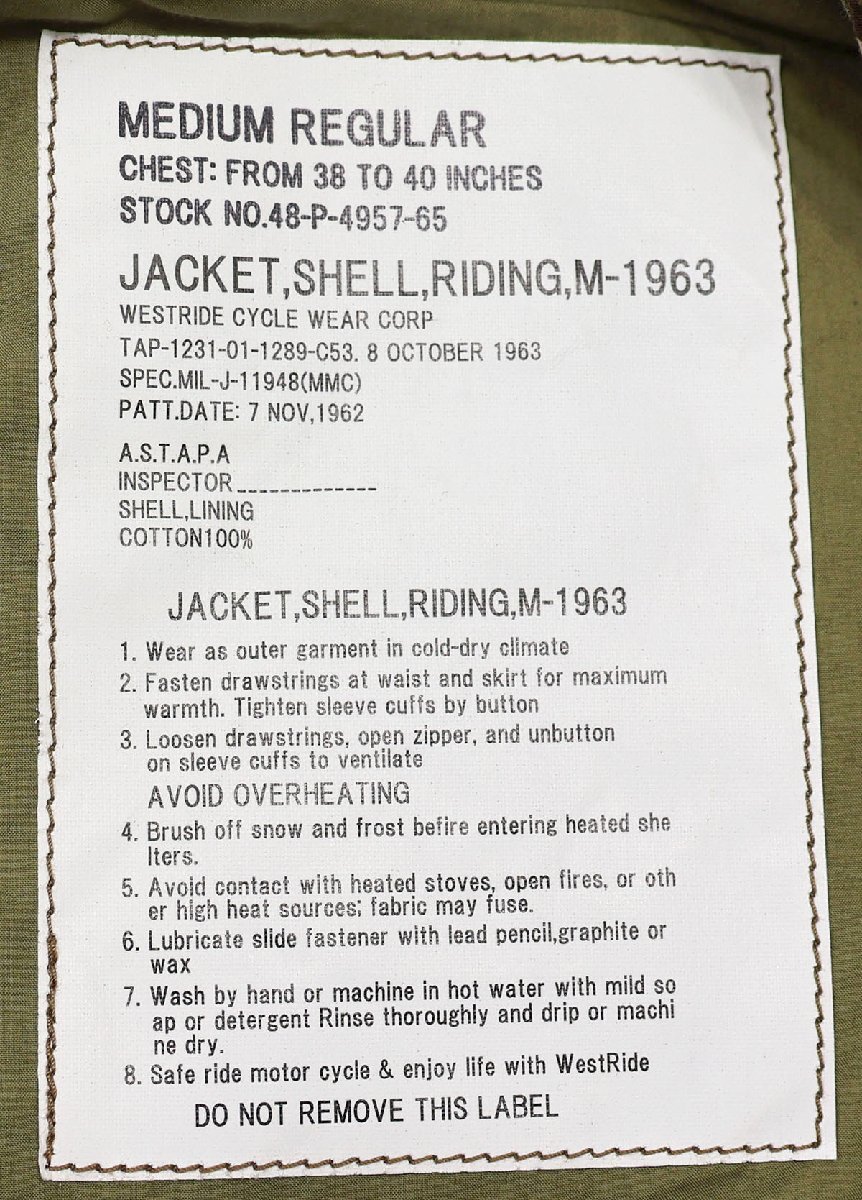 MEDIUM REGULAR
CHEST: FROM 38 TO 40 INCHES
STOCK NO.48-P-4957-65
JACKET,SHELL,RIDING,M-1963
WESTRIDE CYCLE WEAR CORP
TAP-1231-01-1289-C53. 8 OCTOBER 1963
SPEC.MIL-J-11948(MMC)
PATT.DATE: 7 NOV,1962
A.S.T.A.P.A
INSPECTOR_____________
SHELL,LINING
COTTON100%
JACKET,SHELL,RIDING,M-1963
1. Wear as outer garment in cold-dry climate
2. Fasten drawstrings at waist and skirt for maximum
warmth. Tighten sleeve cuffs by button
3. Loosen drawstrings, open zipper, and unbutton
on sleeve cuffs to ventilate
AVOID OVERHEATING
4. Brush off snow and frost befire entering heated she
lters.
5. Avoid contact with heated stoves, open fires, or oth
er high heat sources; fabric may fuse.
6. Lubricate slide fastener with lead pencil,graphite or
wax
7. Wash by hand or machine in hot water with mild so
ap or detergent Rinse thoroughly and drip or machi
ne dry.
8. Safe ride motor cycle & enjoy life with WestRide
DO NOT REMOVE THIS LABEL